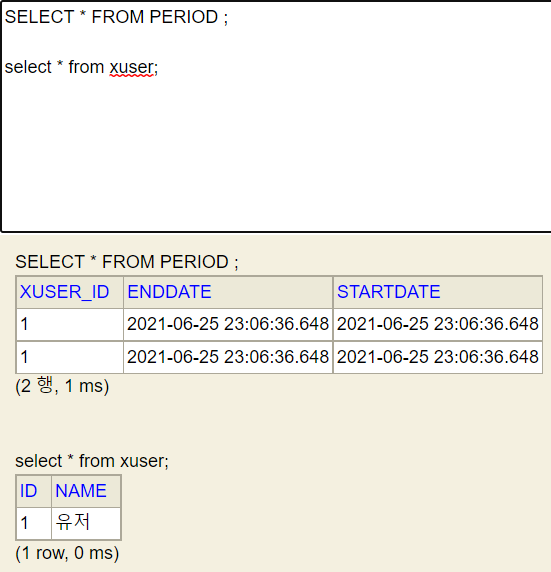 SELECT * FROM PERIOD ;
select * from xuser;
SELECT * FROM PERIOD ;
XUSER_ID ENDDATE STARTDATE
1 2021-06-25 23:06:36.648 2021-06-25 23:06:36.648
1 2021-06-25 23:06:36.648 2021-06-25 23:06:36.648
(2 행, 1 ms)
select * from xuser;
ID NAME
1 유저
(1 row, 0 ms)